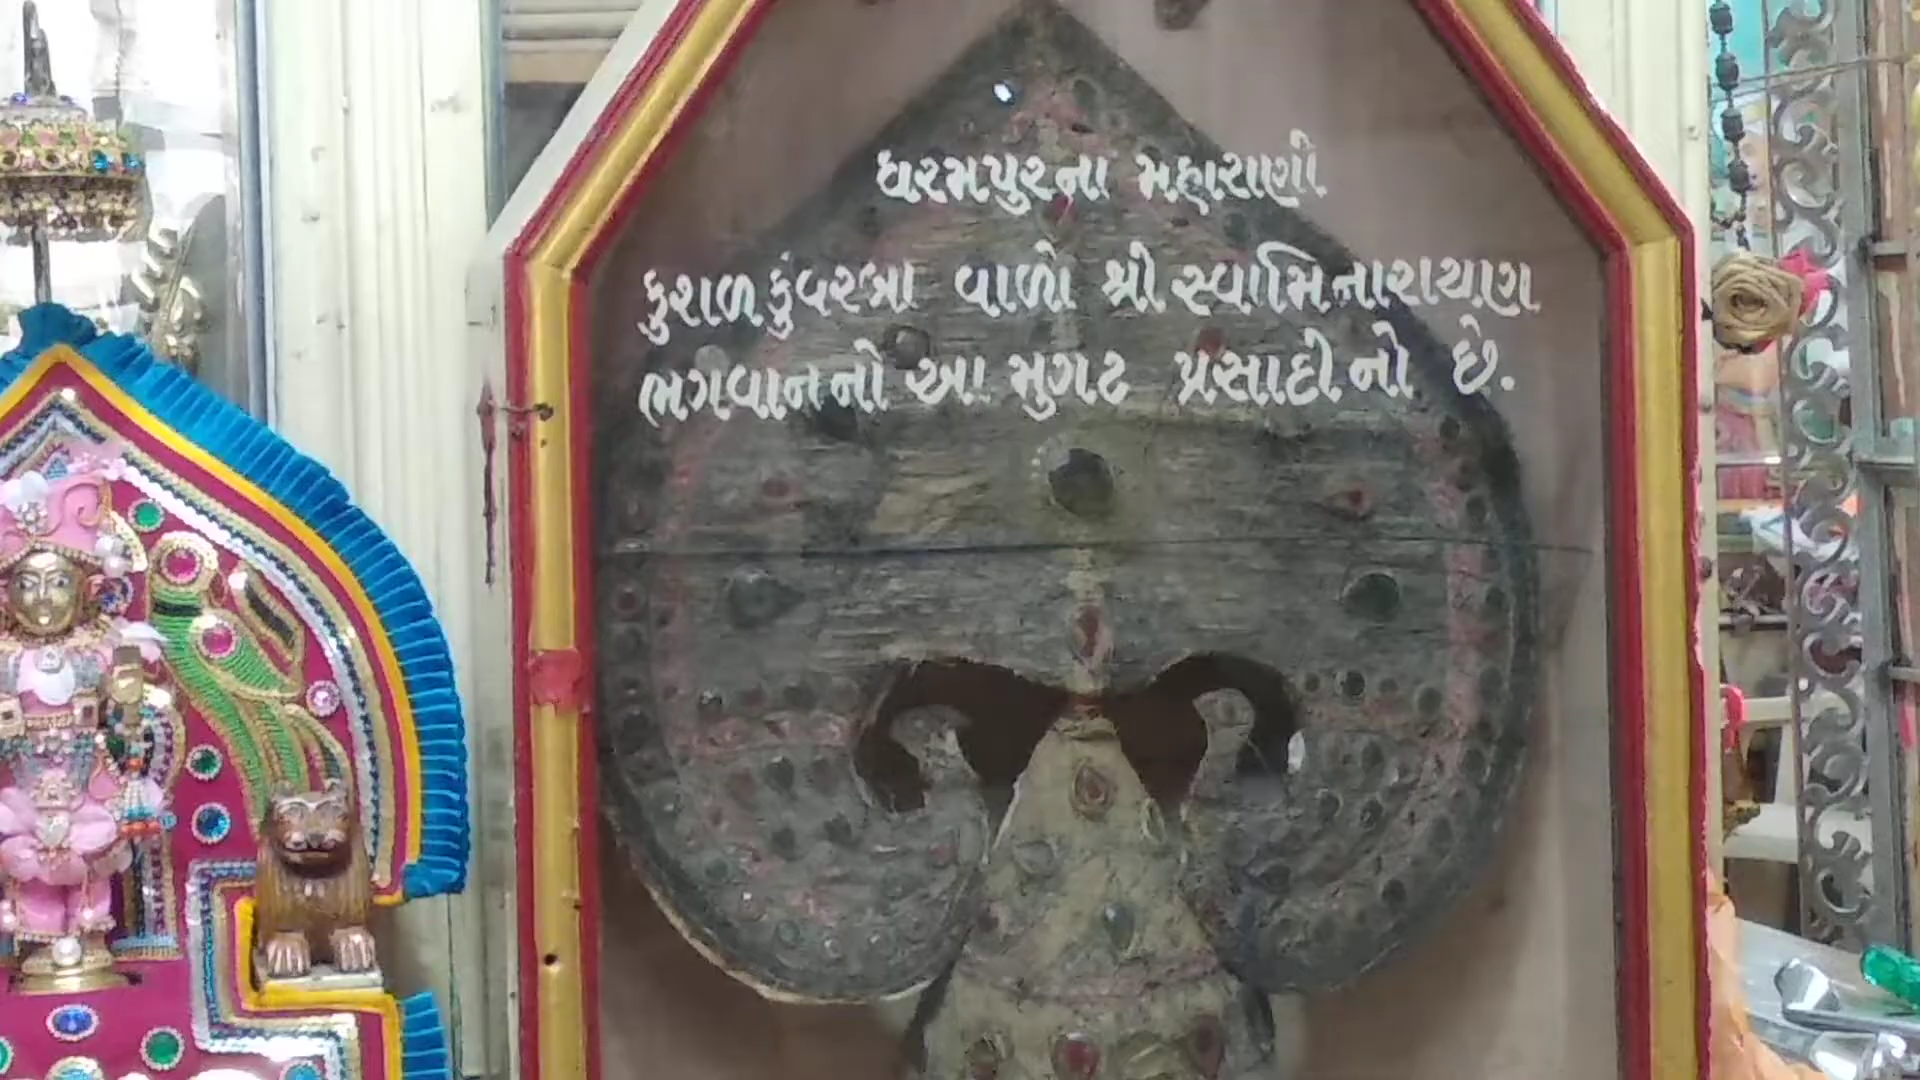 ધરમપુરના મહારાણી
કુશળકુંવરબા વાળો શ્રી સ્વામિનારાયણ
ભગવાનનો આ મુગટ પ્રસાદીનો છે.